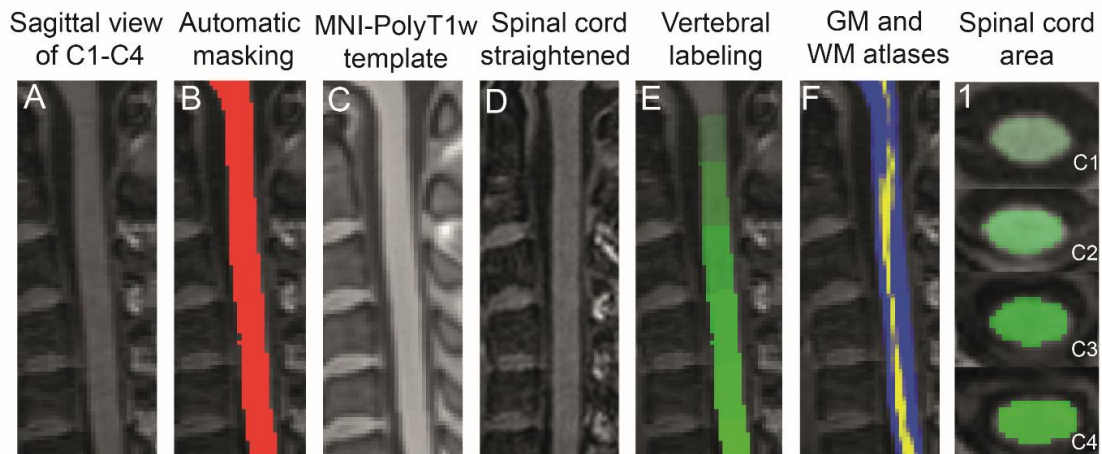 Sagittal view
of C1-C4
Automatic
masking
MNI-PolyT1w
template
Spinal cord
straightened
Vertebral
labeling
GM and
WM atlases
Spinal cord
area
A
B
C
D
E
F
1
C1
C2
C3
C4